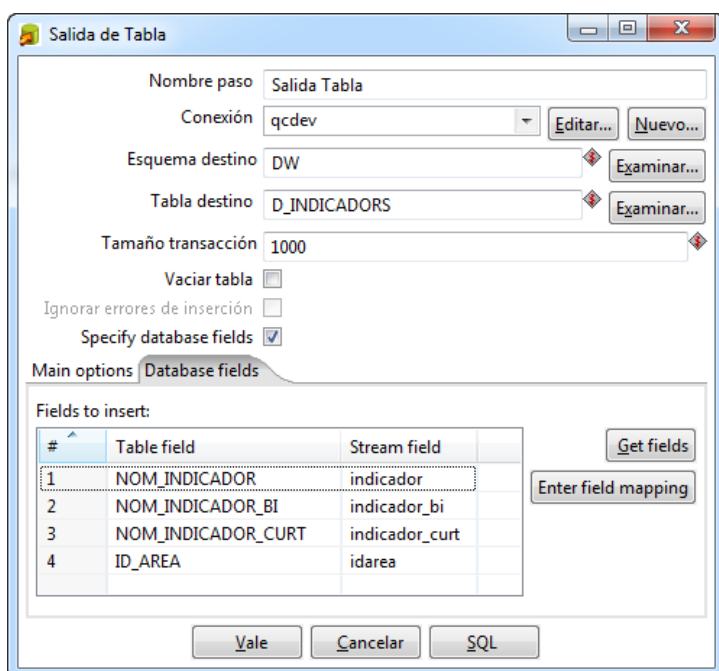 Salida de Tabla
Nombre paso Salida Tabla
Conexión qcdev Editar... Nuevo...
Esquema destino DW Examinar...
Tabla destino D_INDICADORS Examinar...
Tamaño transacción 1000
Vaciar tabla
Ignorar errores de inserción
Specify database fields
Main options Database fields
Fields to insert:
# Table field Stream field Get fields
1 NOM_INDICADOR indicador
Enter field mapping
2 NOM_INDICADOR_BI indicador_bi
3 NOM_INDICADOR_CURT indicador_curt
4 ID_AREA idarea
Vale Cancelar SQL